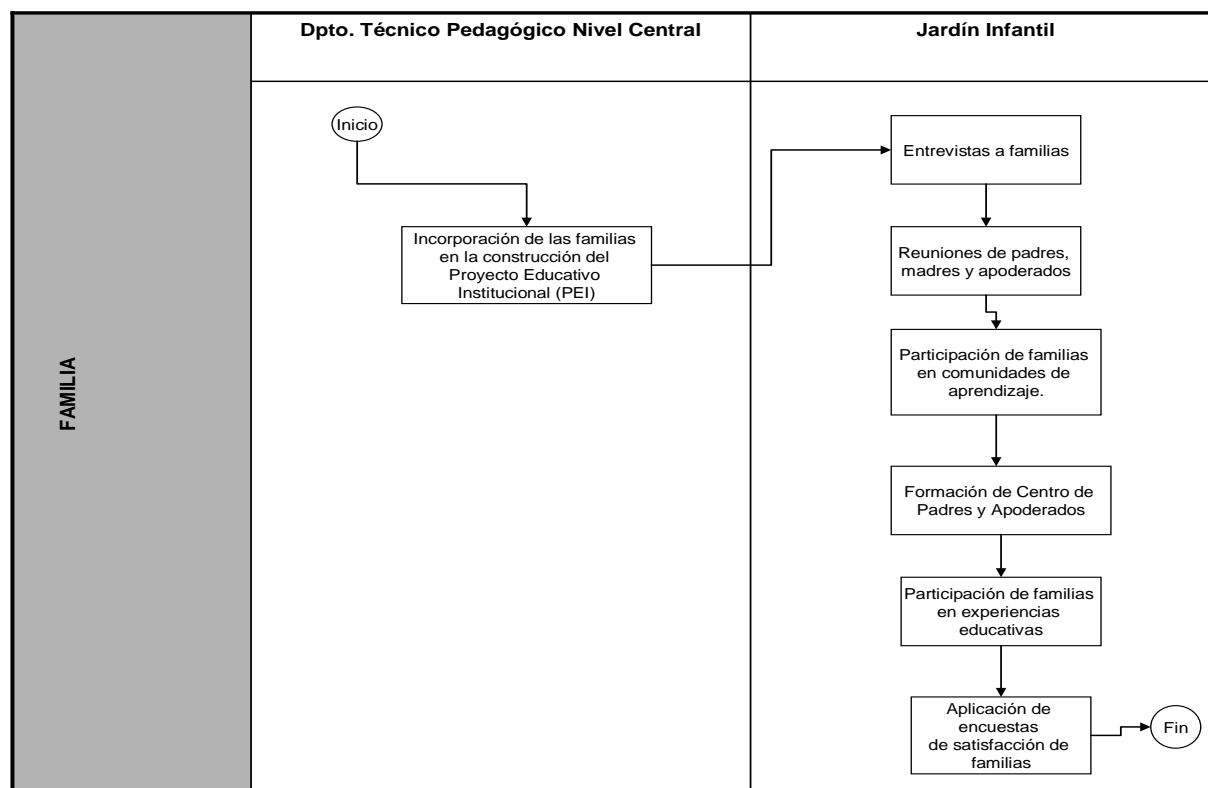 Dpto. Técnico Pedagógico Nivel Central
Jardín Infantil
FAMILIA
Inicio
Incorporación de las familias
en la construcción del
Proyecto Educativo
Institucional (PEI)
Entrevistas a familias
Reuniones de padres,
madres y apoderados
Participación de familias
en comunidades de
aprendizaje.
Formación de Centro de
Padres y Apoderados
Participación de familias
en experiencias
educativas
Aplicación de
encuestas
de satisfacción de
familias
Fin